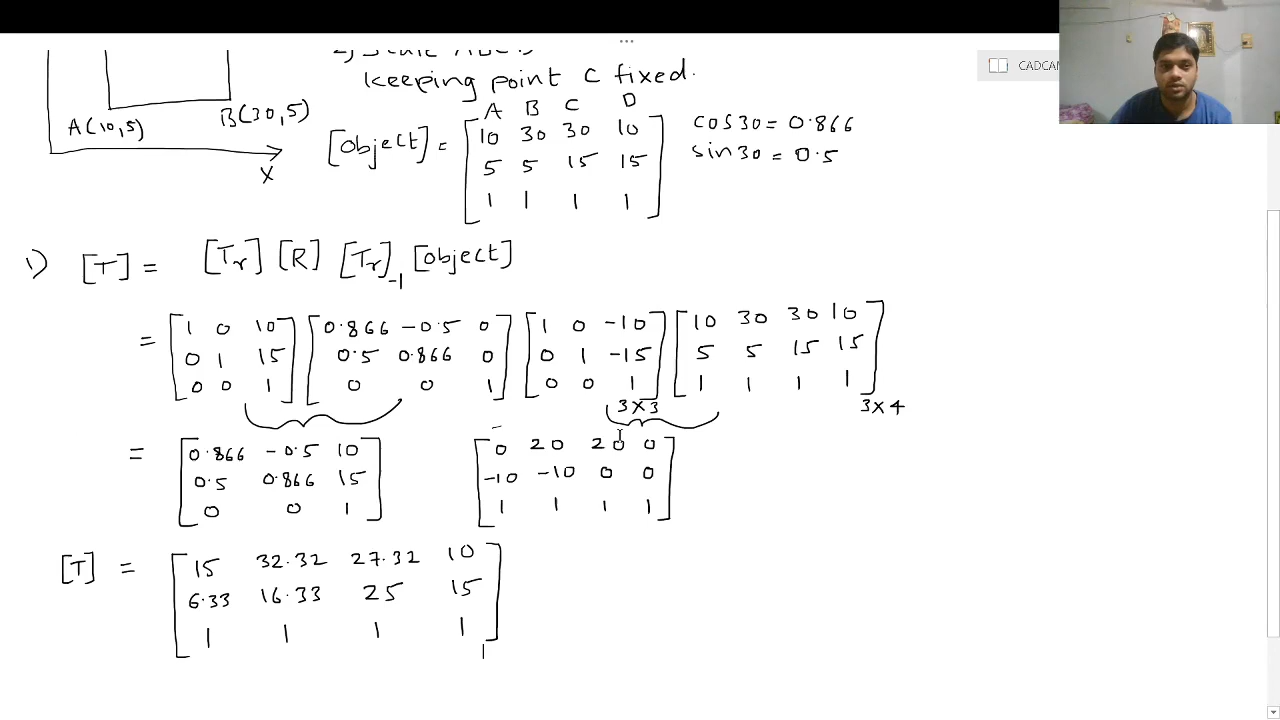 2) Scale ABCD
keeping point C fixed.
CADCAM
A(10,5)
B(30,5)
X
A B C D
[Object] = 10 30 30 10
5 5 15 15
1 1 1 1
cos30 = 0.866
sin30 = 0.5
1) [T] = [Tr] [R] [Tr]-1 [Object]
= 1 0 10 0.866 -0.5 0 1 0 -10 10 30 30 10
0 1 15 0.5 0.866 0 0 1 -15 5 5 15 15
0 0 1 0 0 1 0 0 1 1 1 1 1
3X3 3X4
= 0.866 -0.5 10 0 20 20 0
0.5 0.866 15 -10 -10 0 0
0 0 1 1 1 1 1
[T] = 15 32.32 27.32 10
6.33 16.33 25 15
1 1 1 1